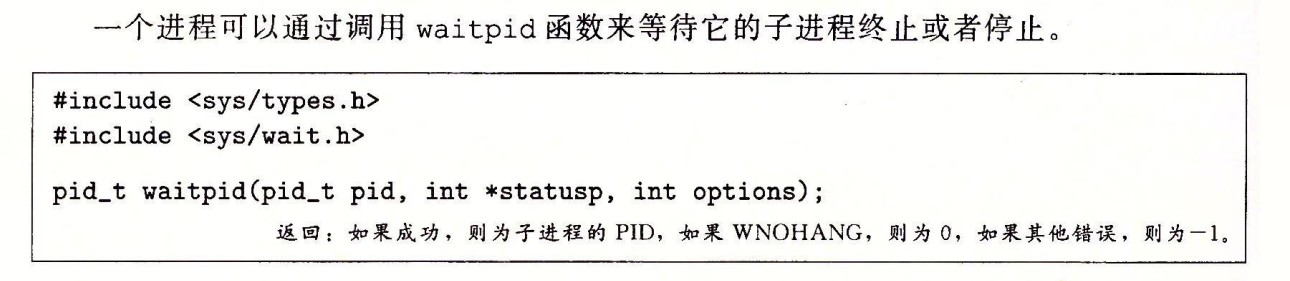 一个进程可以通过调用 waitpid 函数来等待它的子进程终止或者停止。
#include <sys/types.h>
#include <sys/wait.h>
pid_t waitpid(pid_t pid, int *statusp, int options);
返回：如果成功，则为子进程的 PID，如果 WNOHANG，则为 0，如果其他错误，则为－1。